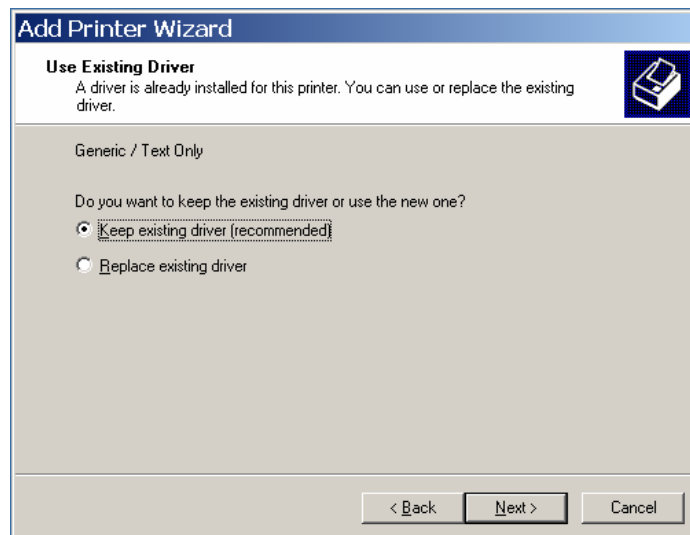 Add Printer Wizard
Use Existing Driver
A driver is already installed for this printer. You can use or replace the existing
driver.
Generic / Text Only
Do you want to keep the existing driver or use the new one?
Keep existing driver (recommended)
Replace existing driver
< Back Next > Cancel